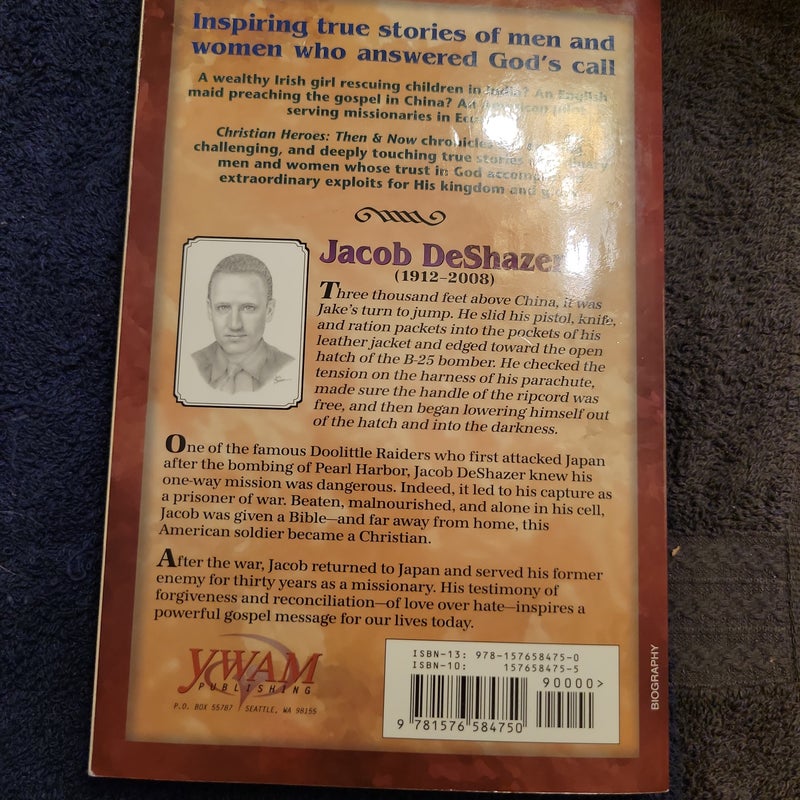 Inspiring true stories of men and
women who answered God's call
A wealthy Irish girl rescuing children in India? An English
maid preaching the gospel in China? An American pilot
serving missionaries in
Christian Heroes: Then & Now chronicles
challenging, and deeply touching true stories
men and women whose trust in God
extraordinary exploits for His kingdom and
Jacob DeShazer
(1912–2008)
Three thousand feet above China, it was
Jake's turn to jump. He slid his pistol, knife,
and ration packets into the pockets of his
leather jacket and edged toward the open
hatch of the B-25 bomber. He checked the
tension on the harness of his parachute,
made sure the handle of the ripcord was
free, and then began lowering himself out
of the hatch and into the darkness.
One of the famous Doolittle Raiders who first attacked Japan
after the bombing of Pearl Harbor, Jacob DeShazer knew his
one-way mission was dangerous. Indeed, it led to his capture as
a prisoner of war. Beaten, malnourished, and alone in his cell,
Jacob was given a Bible—and far away from home, this
American soldier became a Christian.
After the war, Jacob returned to Japan and served his former
enemy for thirty years as a missionary. His testimony of
forgiveness and reconciliation—of love over hate—inspires a
powerful gospel message for our lives today.
YWAM
PUBLISHING
P.O. BOX 55787 SEATTLE, WA 98155
ISBN-13: 978-157658475-0
ISBN-10: 157658475-5
90000>
9 781576 584750
BIOGRAPHY